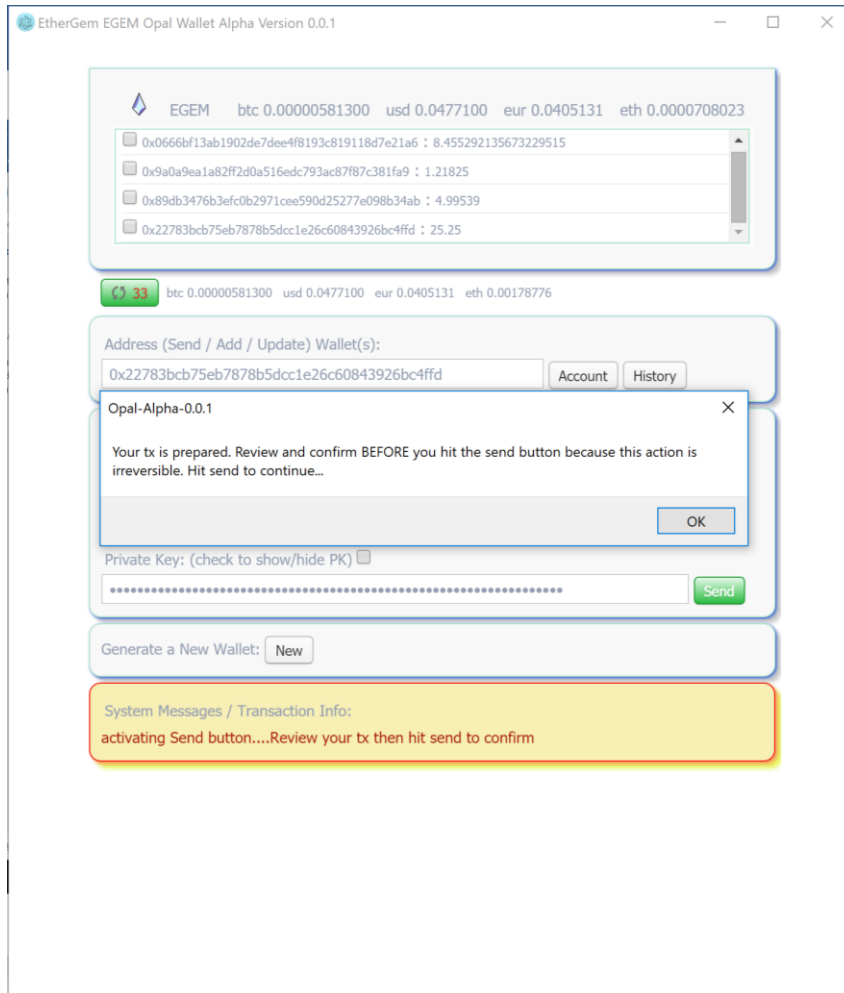 EtherGem EGEM Opal Wallet Alpha Version 0.0.1
EGEM btc 0.00000581300 usd 0.0477100 eur 0.0405131 eth 0.0000708023
0x0666bf13ab1902de7dee4f8193c819118d7e21a6 : 8.455292135673229515
0x9a0a9ea1a82ff2d0a516edc793ac87f87c381fa9 : 1.21825
0x89db3476b3efc0b2971cee590d25277e098b34ab : 4.99539
0x22783bcb75eb7878b5dcc1e26c60843926bc4ffd : 25.25
33 btc 0.00000581300 usd 0.0477100 eur 0.0405131 eth 0.00178776
Address (Send / Add / Update) Wallet(s):
0x22783bcb75eb7878b5dcc1e26c60843926bc4ffd Account History
Opal-Alpha-0.0.1
Your tx is prepared. Review and confirm BEFORE you hit the send button because this action is
irreversible. Hit send to continue...
OK
Private Key: (check to show/hide PK)
Send
Generate a New Wallet: New
System Messages / Transaction Info:
activating Send button....Review your tx then hit send to confirm